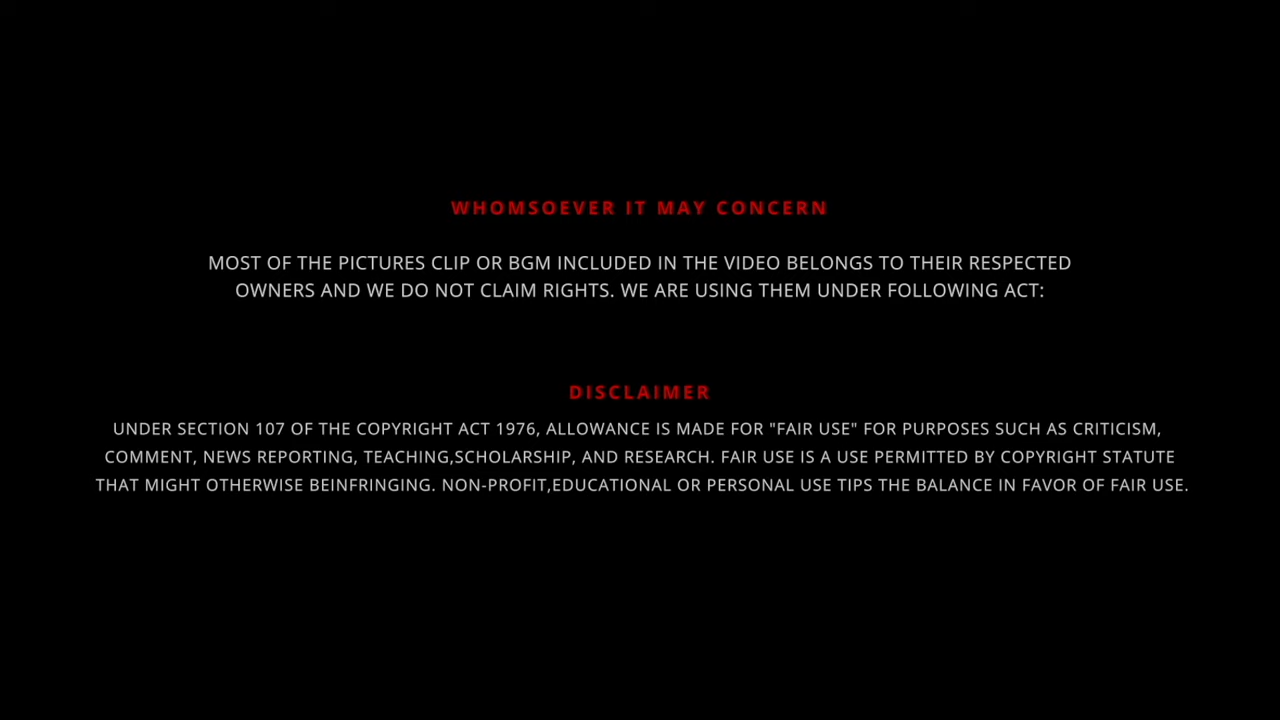 WHOMSOEVER IT MAY CONCERN
MOST OF THE PICTURES CLIP OR BGM INCLUDED IN THE VIDEO BELONGS TO THEIR RESPECTED
OWNERS AND WE DO NOT CLAIM RIGHTS. WE ARE USING THEM UNDER FOLLOWING ACT:
DISCLAIMER
UNDER SECTION 107 OF THE COPYRIGHT ACT 1976, ALLOWANCE IS MADE FOR "FAIR USE" FOR PURPOSES SUCH AS CRITICISM,
COMMENT, NEWS REPORTING, TEACHING,SCHOLARSHIP, AND RESEARCH. FAIR USE IS A USE PERMITTED BY COPYRIGHT STATUTE
THAT MIGHT OTHERWISE BEINFRINGING. NON-PROFIT,EDUCATIONAL OR PERSONAL USE TIPS THE BALANCE IN FAVOR OF FAIR USE.